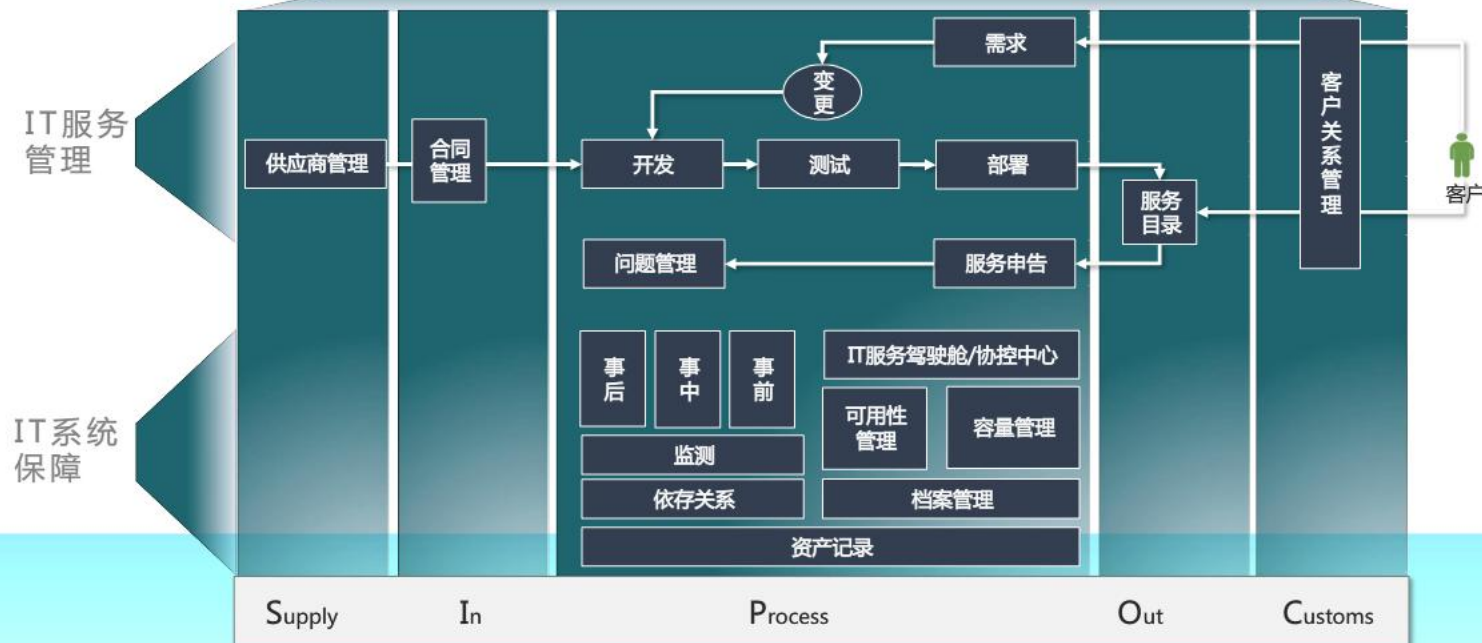 需求
变
更
IT服务
管理
供应商管理
合同
管理
开发
测试
部署
服务
目录
客
户
关
系
管
理
客户
问题管理
服务申告
IT系统
保障
事
后
事
中
事
前
IT服务驾驶舱/协控中心
可用性
管理
容量管理
监测
依存关系
档案管理
资产记录
Supply
In
Process
Out
Customs